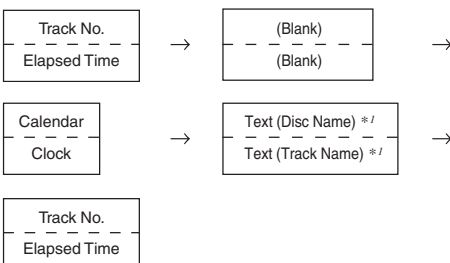 Track No.
Elapsed Time
→
(Blank)
(Blank)
→
Calendar
Clock
→
Text (Disc Name) *1
Text (Track Name) *1
→
Track No.
Elapsed Time